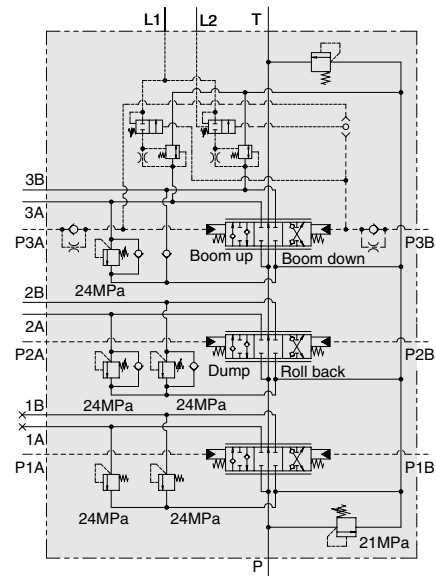 L1 L2 T
3B
3A
P3A P3B
Boom up Boom down
24MPa
2B
2A
P2A P2B
Dump Roll back
24MPa 24MPa
1B
1A
P1A P1B
24MPa 24MPa
21MPa
P